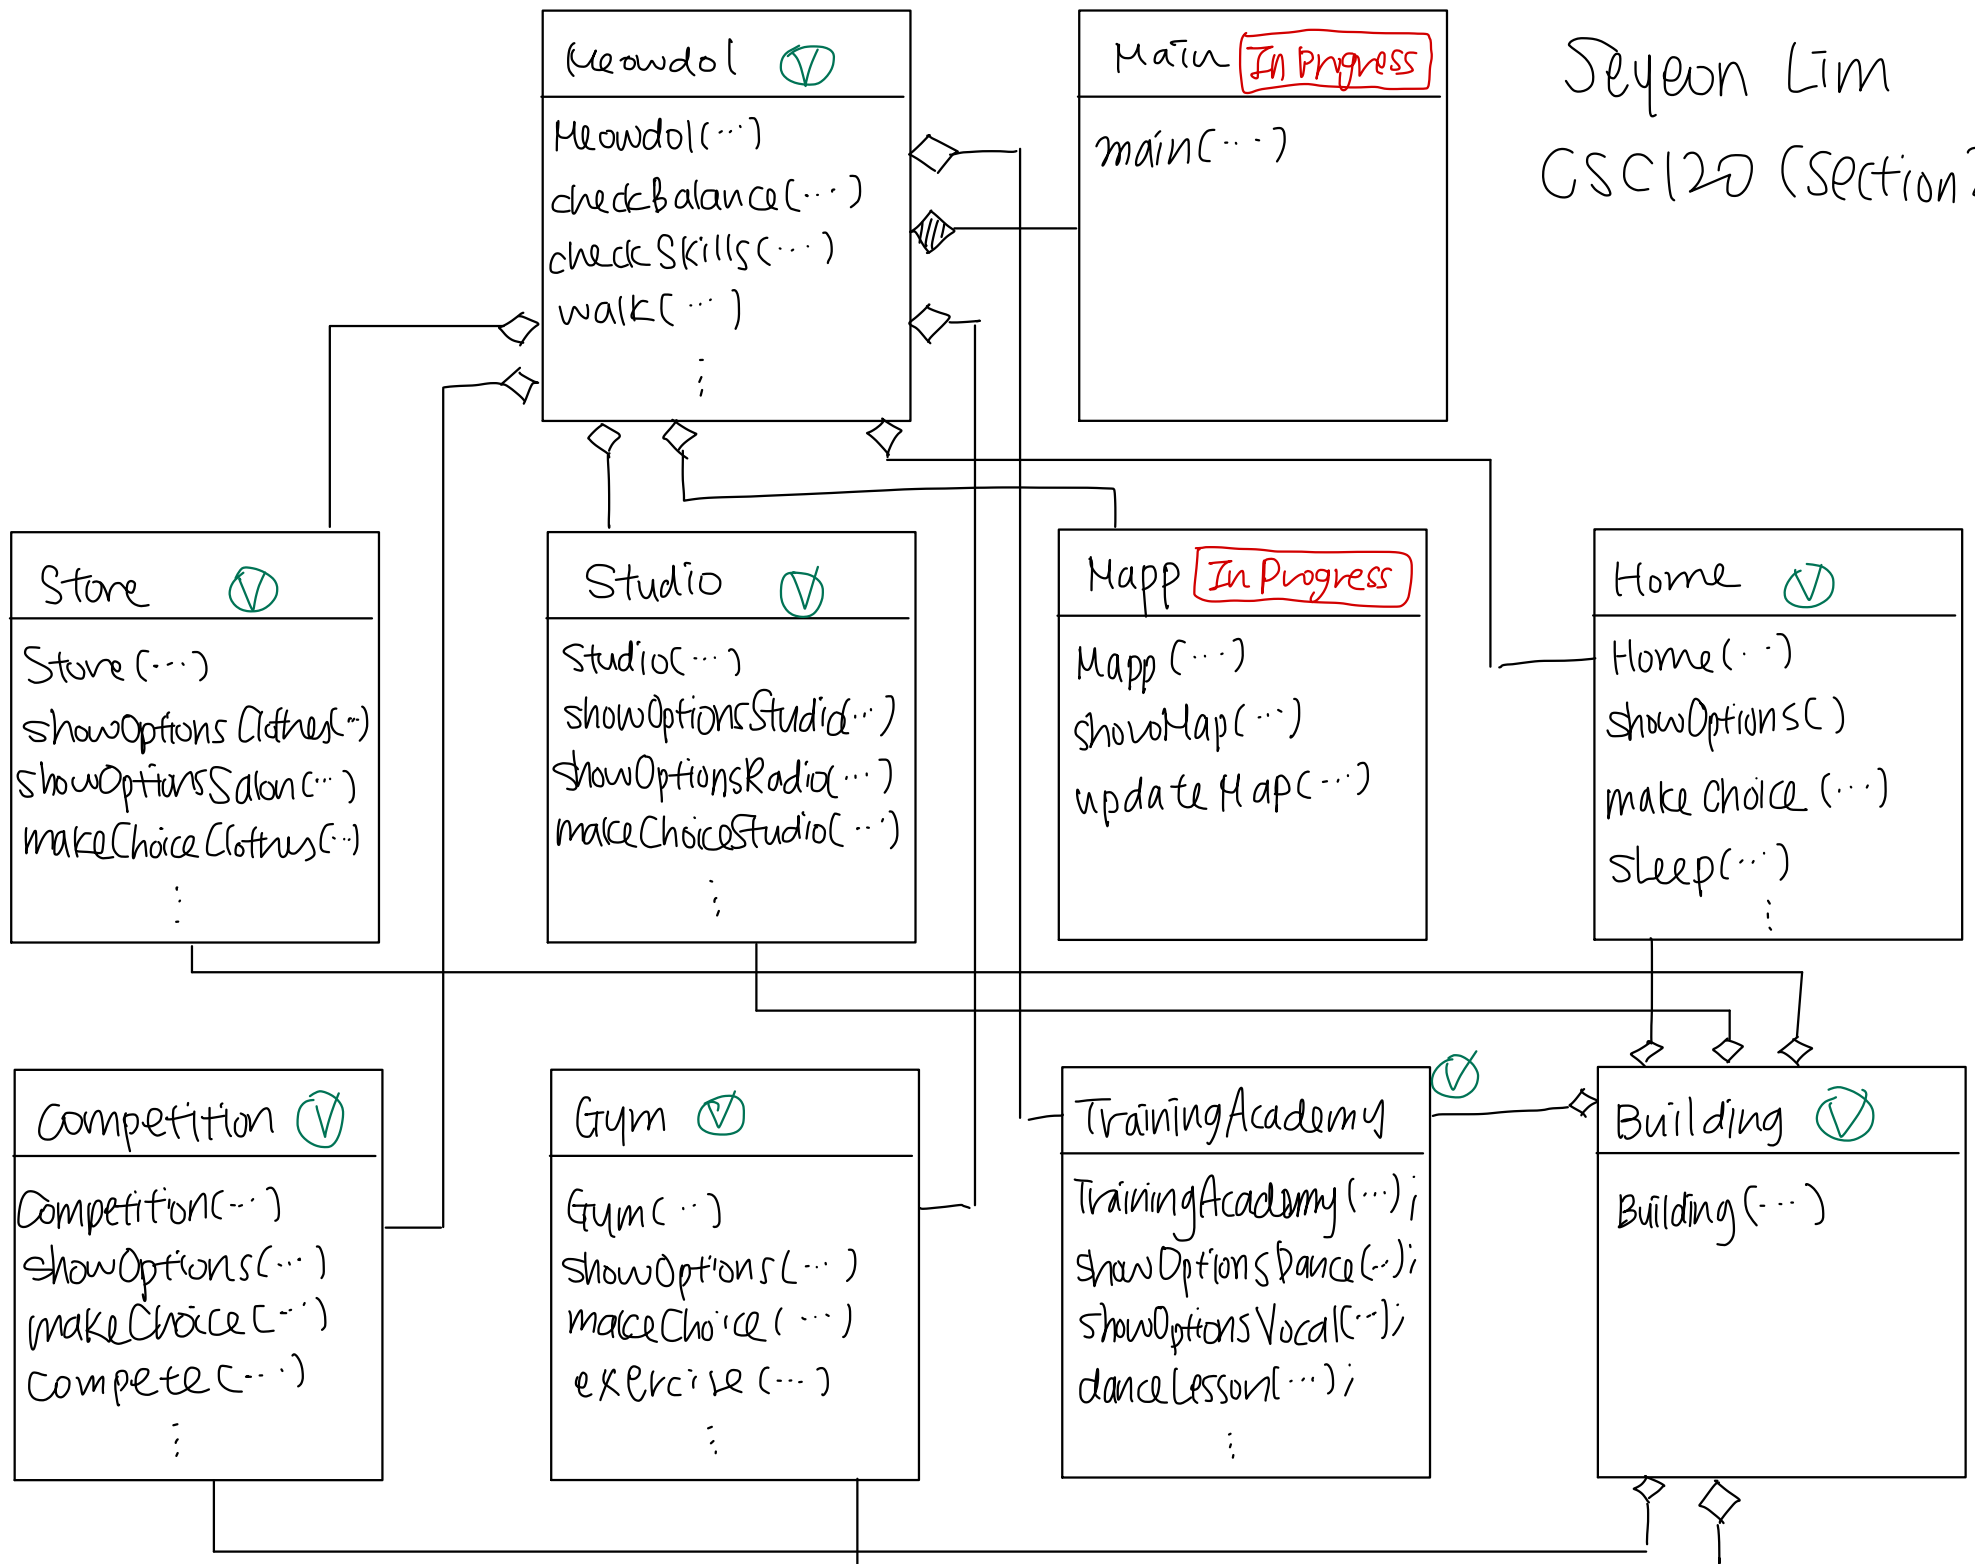 Meowdol
Meowdol(...)
checkBalance(...)
checkSkills(...)
walk(...)
Main In Progress
main(...)
Seyeon Lim
CSC120 (Section
Store
Store(...)
showOptionsClothes(...)
showOptionsSalon(...)
makeChoiceClothes(...)
Studio
Studio(...)
showOptionsStudio(...)
showOptionsRadio(...)
makeChoiceStudio(...)
Mapp In Progress
Mapp(...)
showMap(...)
updateMap(...)
Home
Home(...)
showOptions()
makeChoice(...)
sleep(...)
Competition
Competition(...)
showOptions(...)
makeChoice(...)
compete(...)
Gym
Gym(...)
showOptions(...)
makeChoice(...)
exercise(...)
TrainingAcademy
TrainingAcademy(...);
showOptionsDance(...);
showOptionsVocal(...);
danceLesson(...);
Building
Building(...)